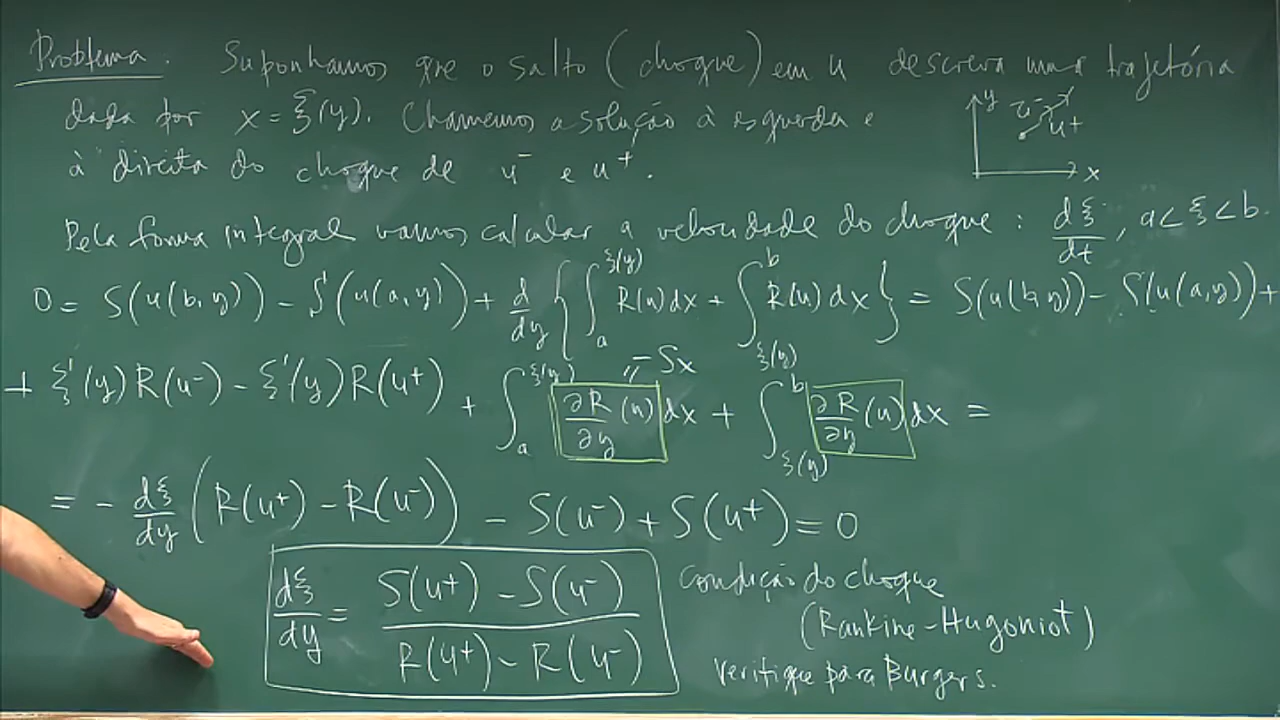 Problema. Suponhamos que o salto (choque) em u descreva uma trajetória
dada por x = ξ(y). Chamemos a solução à esquerda e
à direita do choque de u⁻ e u⁺.
y
u⁻
u⁺
x
Pela forma integral vamos calcular a velocidade do choque : dξ/dt, a < ξ < b.
0 = S(u(b,y)) - S(u(a,y)) + d/dy { ∫_a^{ξ(y)} R(u)dx + ∫_{ξ(y)}^b R(u)dx } = S(u(b,y)) - S(u(a,y)) +
+ ξ'(y)R(u⁻) - ξ'(y)R(u⁺) + ∫_a^{ξ(y)} ∂R/∂y (u) dx + ∫_{ξ(y)}^b ∂R/∂y (u) dx =
= -Sx
= - dξ/dy (R(u⁺) - R(u⁻)) - S(u⁻) + S(u⁺) = 0
dξ/dy = (S(u⁺) - S(u⁻)) / (R(u⁺) - R(u⁻))
Condição do choque
(Rankine-Hugoniot)
Verifique para Burgers.